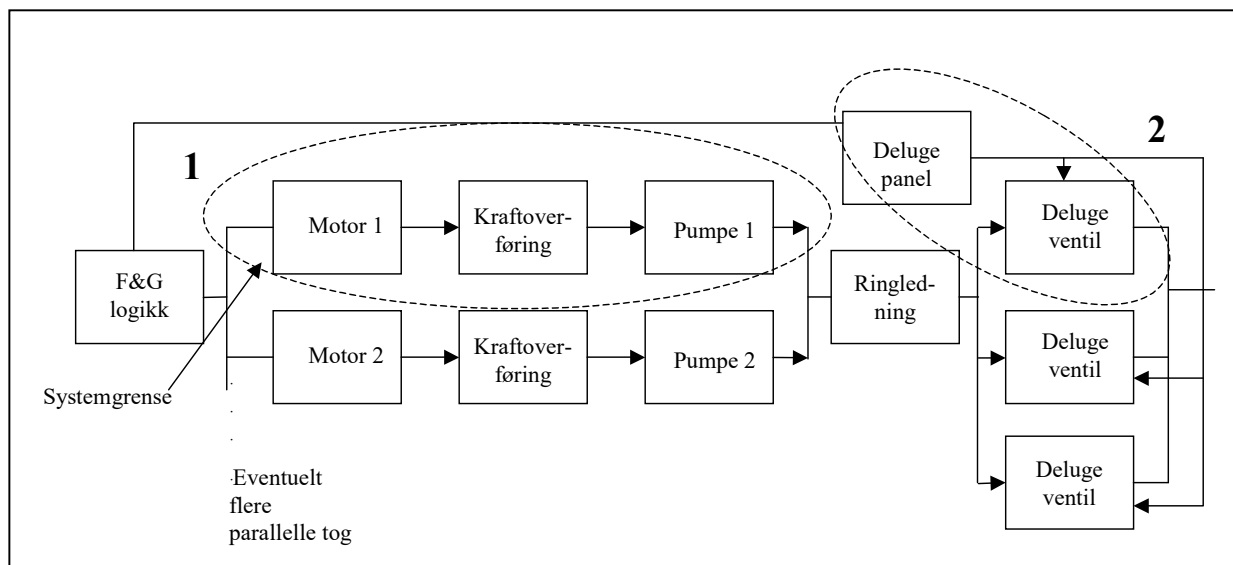 1
2
Deluge
panel
Motor 1
Kraftover-
føring
Pumpe 1
Deluge
ventil
F&G
logikk
Ringled-
ning
Motor 2
Kraftover-
føring
Pumpe 2
Deluge
ventil
Systemgrense
Deluge
ventil
Eventuelt
flere
parallelle tog